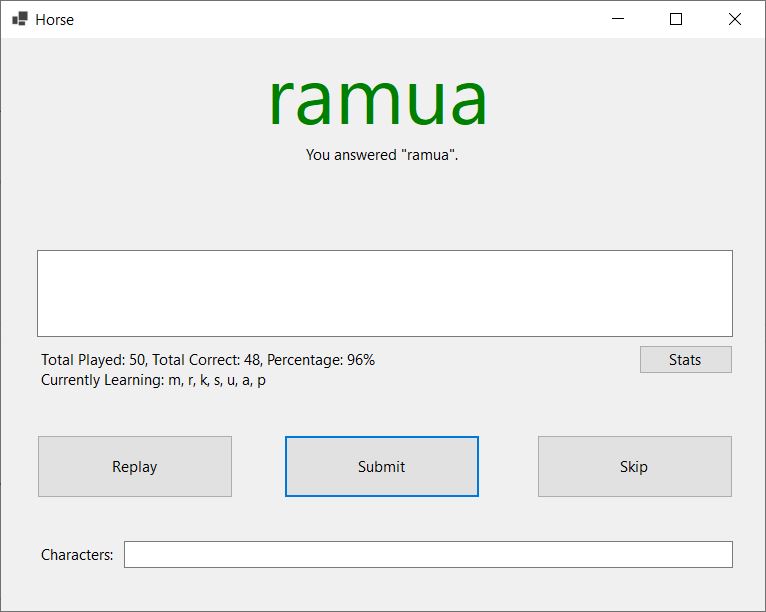 Horse
ramua
You answered "ramua".
Total Played: 50, Total Correct: 48, Percentage: 96%
Stats
Currently Learning: m, r, k, s, u, a, p
Replay
Submit
Skip
Characters: